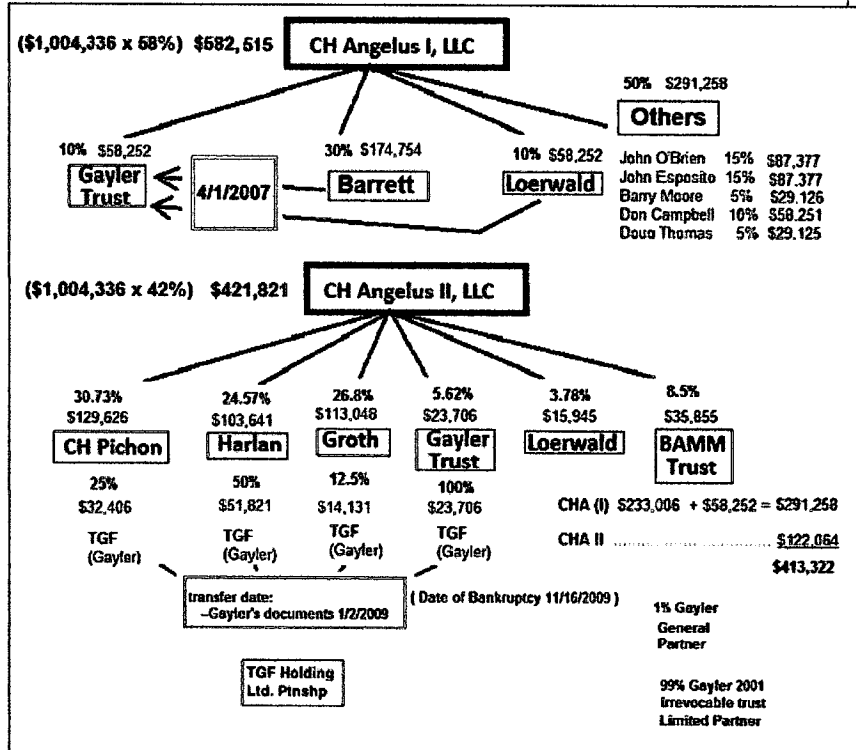 ($1,004,336 x 58%) $582,515 CH Angelus I, LLC
50% $291,258
Others
10% $58,252 30% $174,754 10% $58,252
Gayler
Trust
4/1/2007
Barrett
Loerwald
John O'Brien 15% $87,377
John Esposito 15% $87.377
Barry Moore 5% $29.126
Don Campbell 10% $58.251
Doug Thomas 5% $29.125
($1,004,336 x 42%) $421,821 CH Angelus II, LLC
30.73% 24.57% 26.8% 5.62% 3.78% 8.5%
$129,626 $103,641 $113,048 $23,706 $15,945 $35,855
CH Pichon Harlan Groth Gayler Loerwald BAMM
Trust Trust
25% 50% 12.5% 100%
$32,406 $51,821 $14,131 $23,706
TGF TGF TGF TGF
(Gayler) (Gayler) (Gayler) (Gayler)
CHA (I) $233,006 + $58,252 = $291,258
CHA II ........................ $122,064
$413,322
transfer date:
–Gayler's documents 1/2/2009
( Date of Bankruptcy 11/16/2009 )
1% Gayler
General
Partner
TGF Holding
Ltd. Ptnshp
99% Gayler 2001
Irrevocable trust
Limited Partner